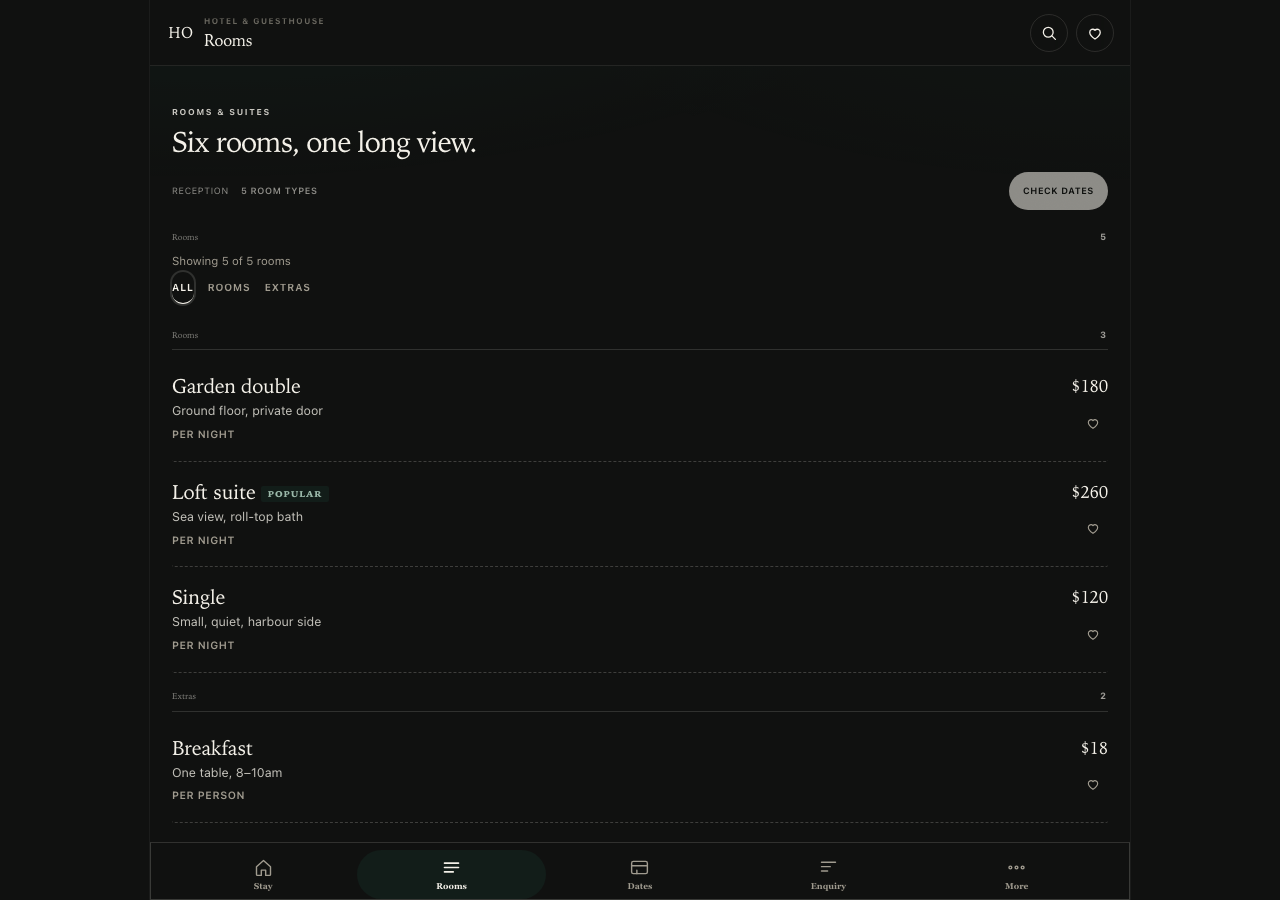 HO
HOTEL & GUESTHOUSE
Rooms
ROOMS & SUITES
Six rooms, one long view.
RECEPTION 5 ROOM TYPES
CHECK DATES
Rooms 5
Showing 5 of 5 rooms
ALL ROOMS EXTRAS
Rooms 3
Garden double $180
Ground floor, private door
PER NIGHT
Loft suite POPULAR $260
Sea view, roll-top bath
PER NIGHT
Single $120
Small, quiet, harbour side
PER NIGHT
Extras 2
Breakfast $18
One table, 8–10am
PER PERSON
Stay Rooms Dates Enquiry More